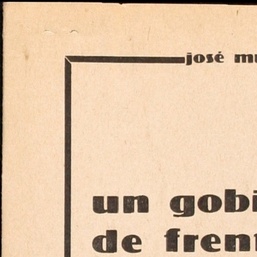 josé mu
un gobi
de frent